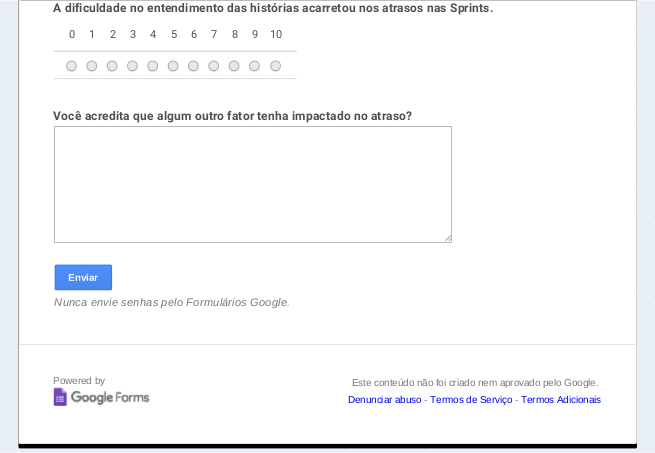 A dificuldade no entendimento das histórias acarretou nos atrasos nas Sprints.
0 1 2 3 4 5 6 7 8 9 10
Você acredita que algum outro fator tenha impactado no atraso?
Enviar
Nunca envie senhas pelo Formulários Google.
Powered by
Google Forms
Este conteúdo não foi criado nem aprovado pelo Google.
Denunciar abuso - Termos de Serviço - Termos Adicionais